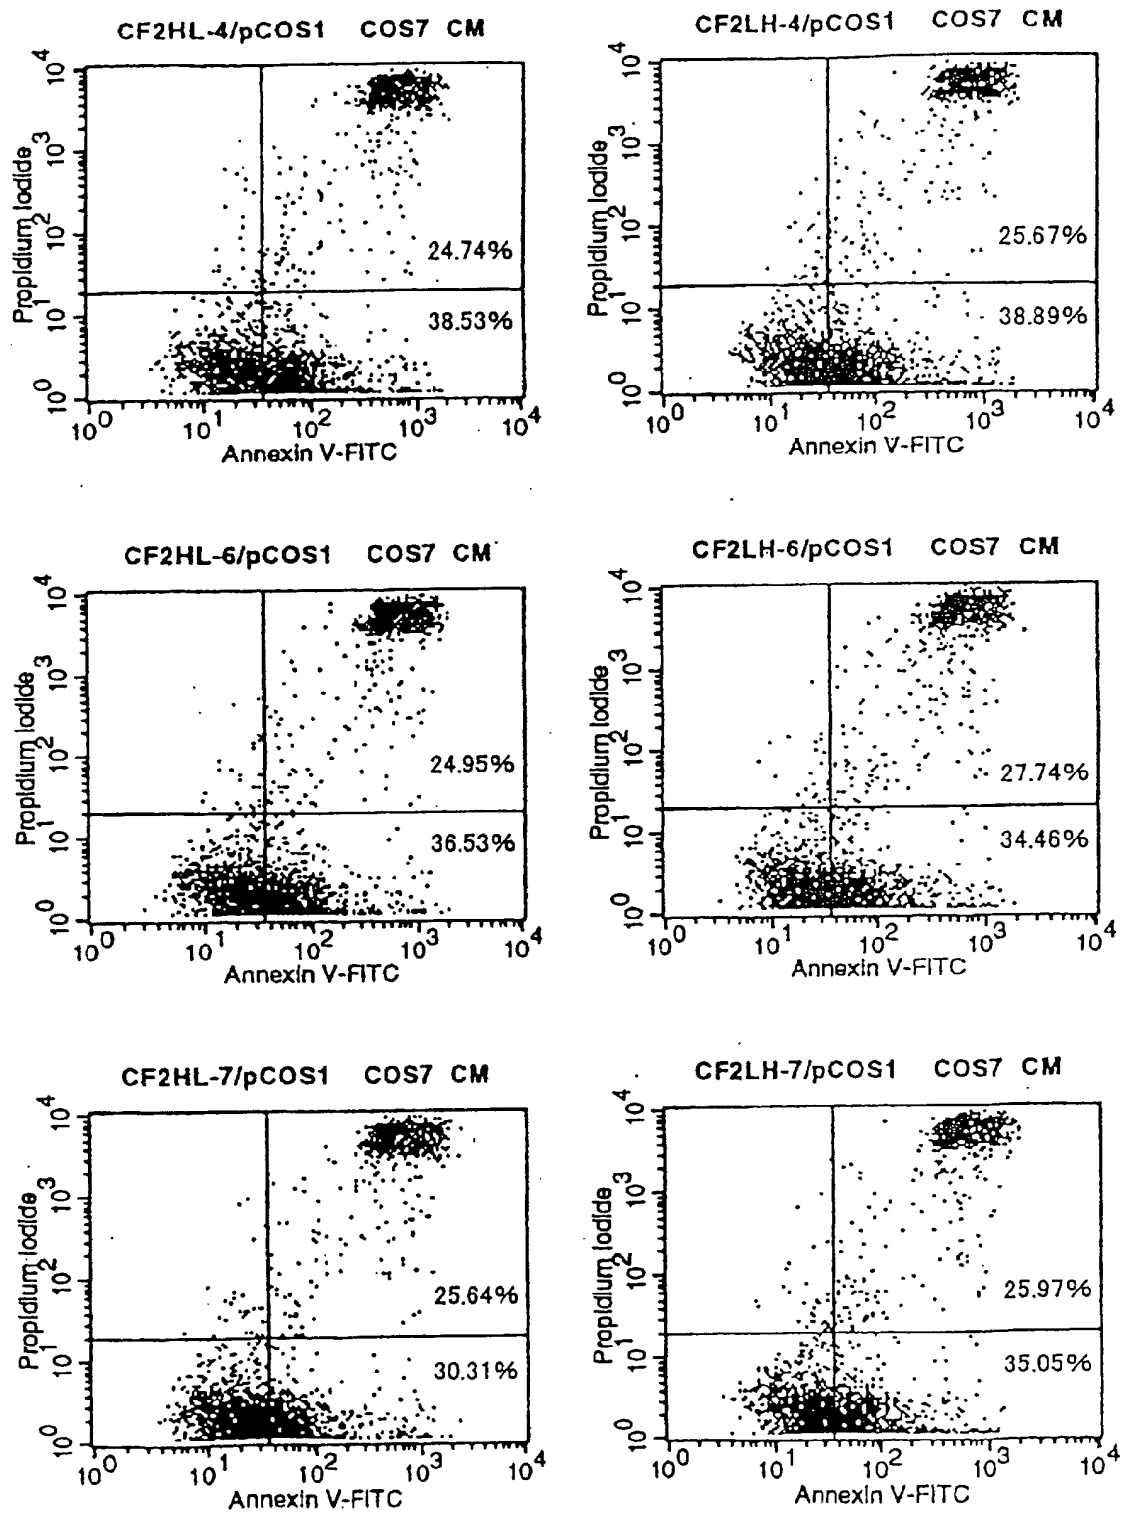 CF2HL-4/pCOS1 COS7 CM
10^4
10^3
10^2
10^1
10^0
Propidium Iodide
24.74%
38.53%
10^0 10^1 10^2 10^3 10^4
Annexin V-FITC
CF2LH-4/pCOS1 COS7 CM
10^4
10^3
10^2
10^1
10^0
Propidium Iodide
25.67%
38.89%
10^0 10^1 10^2 10^3 10^4
Annexin V-FITC
CF2HL-6/pCOS1 COS7 CM
10^4
10^3
10^2
10^1
10^0
Propidium Iodide
24.95%
36.53%
10^0 10^1 10^2 10^3 10^4
Annexin V-FITC
CF2LH-6/pCOS1 COS7 CM
10^4
10^3
10^2
10^1
10^0
Propidium Iodide
27.74%
34.46%
10^0 10^1 10^2 10^3 10^4
Annexin V-FITC
CF2HL-7/pCOS1 COS7 CM
10^4
10^3
10^2
10^1
10^0
Propidium Iodide
25.64%
30.31%
10^0 10^1 10^2 10^3 10^4
Annexin V-FITC
CF2LH-7/pCOS1 COS7 CM
10^4
10^3
10^2
10^1
10^0
Propidium Iodide
25.97%
35.05%
10^0 10^1 10^2 10^3 10^4
Annexin V-FITC